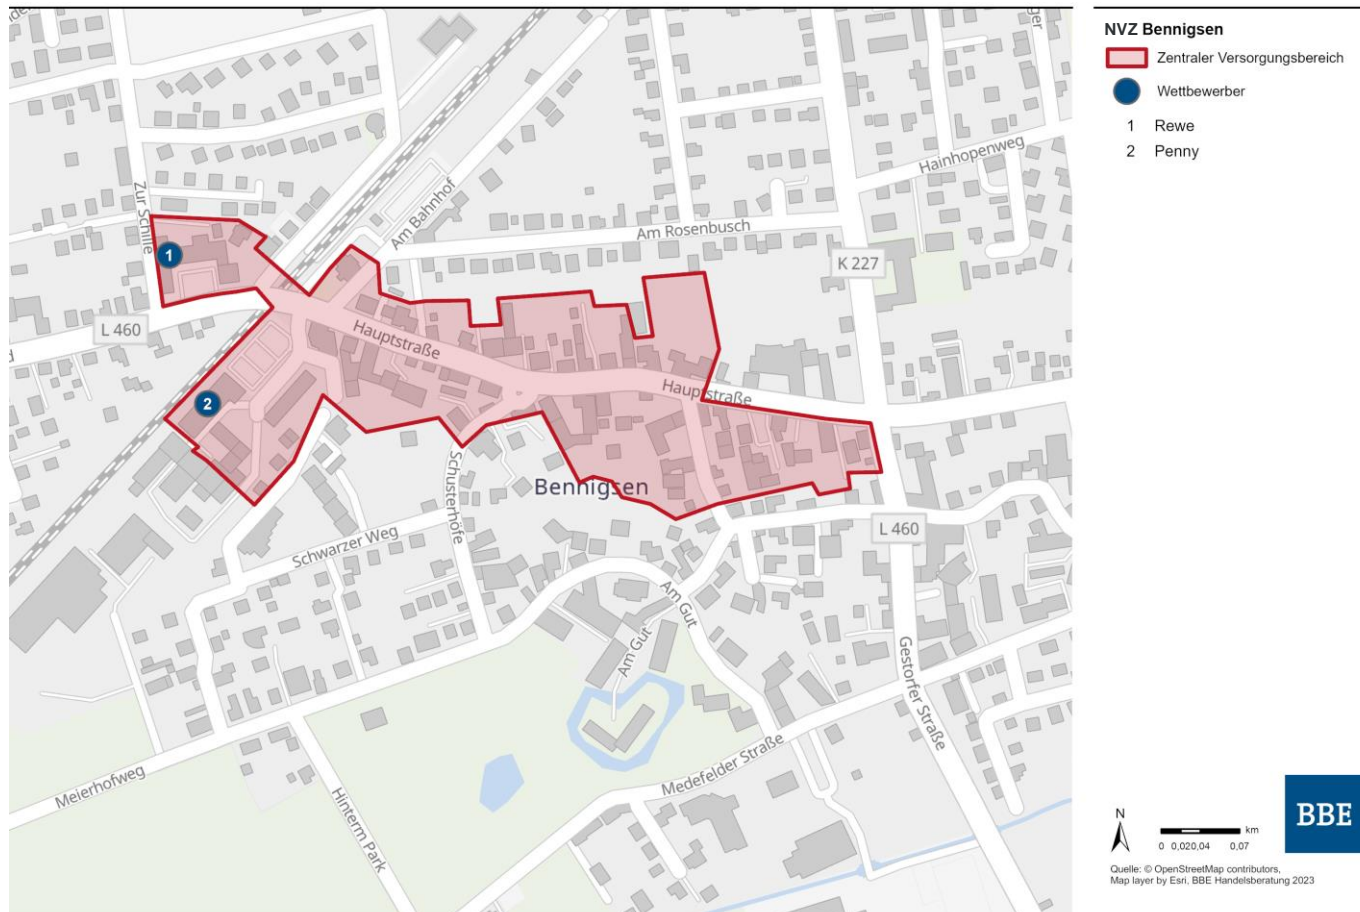 Zur Schille
Am Bahnhof
Am Rosenbusch
Hainhopenweg
K 227
1
L 460
Hauptstraße
Hauptstraße
2
Schusterhöfe
Bennigsen
L 460
Schwarzer Weg
Am Gut
Am Gut
Gestorfer Straße
Medefelder Straße
Meierhofweg
Hinterm Park
NVZ Bennigsen
Zentraler Versorgungsbereich
Wettbewerber
1 Rewe
2 Penny
N
km
0 0,020,04 0,07
BBE
Quelle: © OpenStreetMap contributors,
Map layer by Esri, BBE Handelsberatung 2023